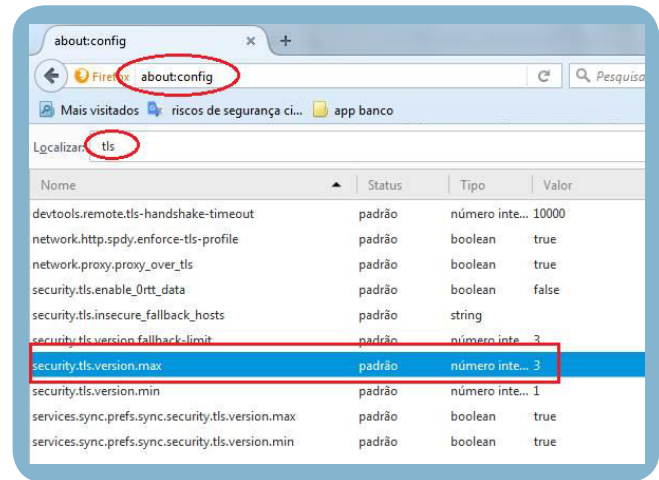 about:config × +
Firefox about:config Pesquisa
Mais visitados riscos de segurança ci... app banco
Localizar: tls
Nome Status Tipo Valor
devtools.remote.tls-handshake-timeout padrão número inte... 10000
network.http.spdy.enforce-tls-profile padrão boolean true
network.proxy.proxy_over_tls padrão boolean true
security.tls.enable_0rtt_data padrão boolean false
security.tls.insecure_fallback_hosts padrão string
security.tls.version.fallback-limit padrão número inte... 3
security.tls.version.max padrão número inte... 3
security.tls.version.min padrão número inte... 1
services.sync.prefs.sync.security.tls.version.max padrão boolean true
services.sync.prefs.sync.security.tls.version.min padrão boolean true